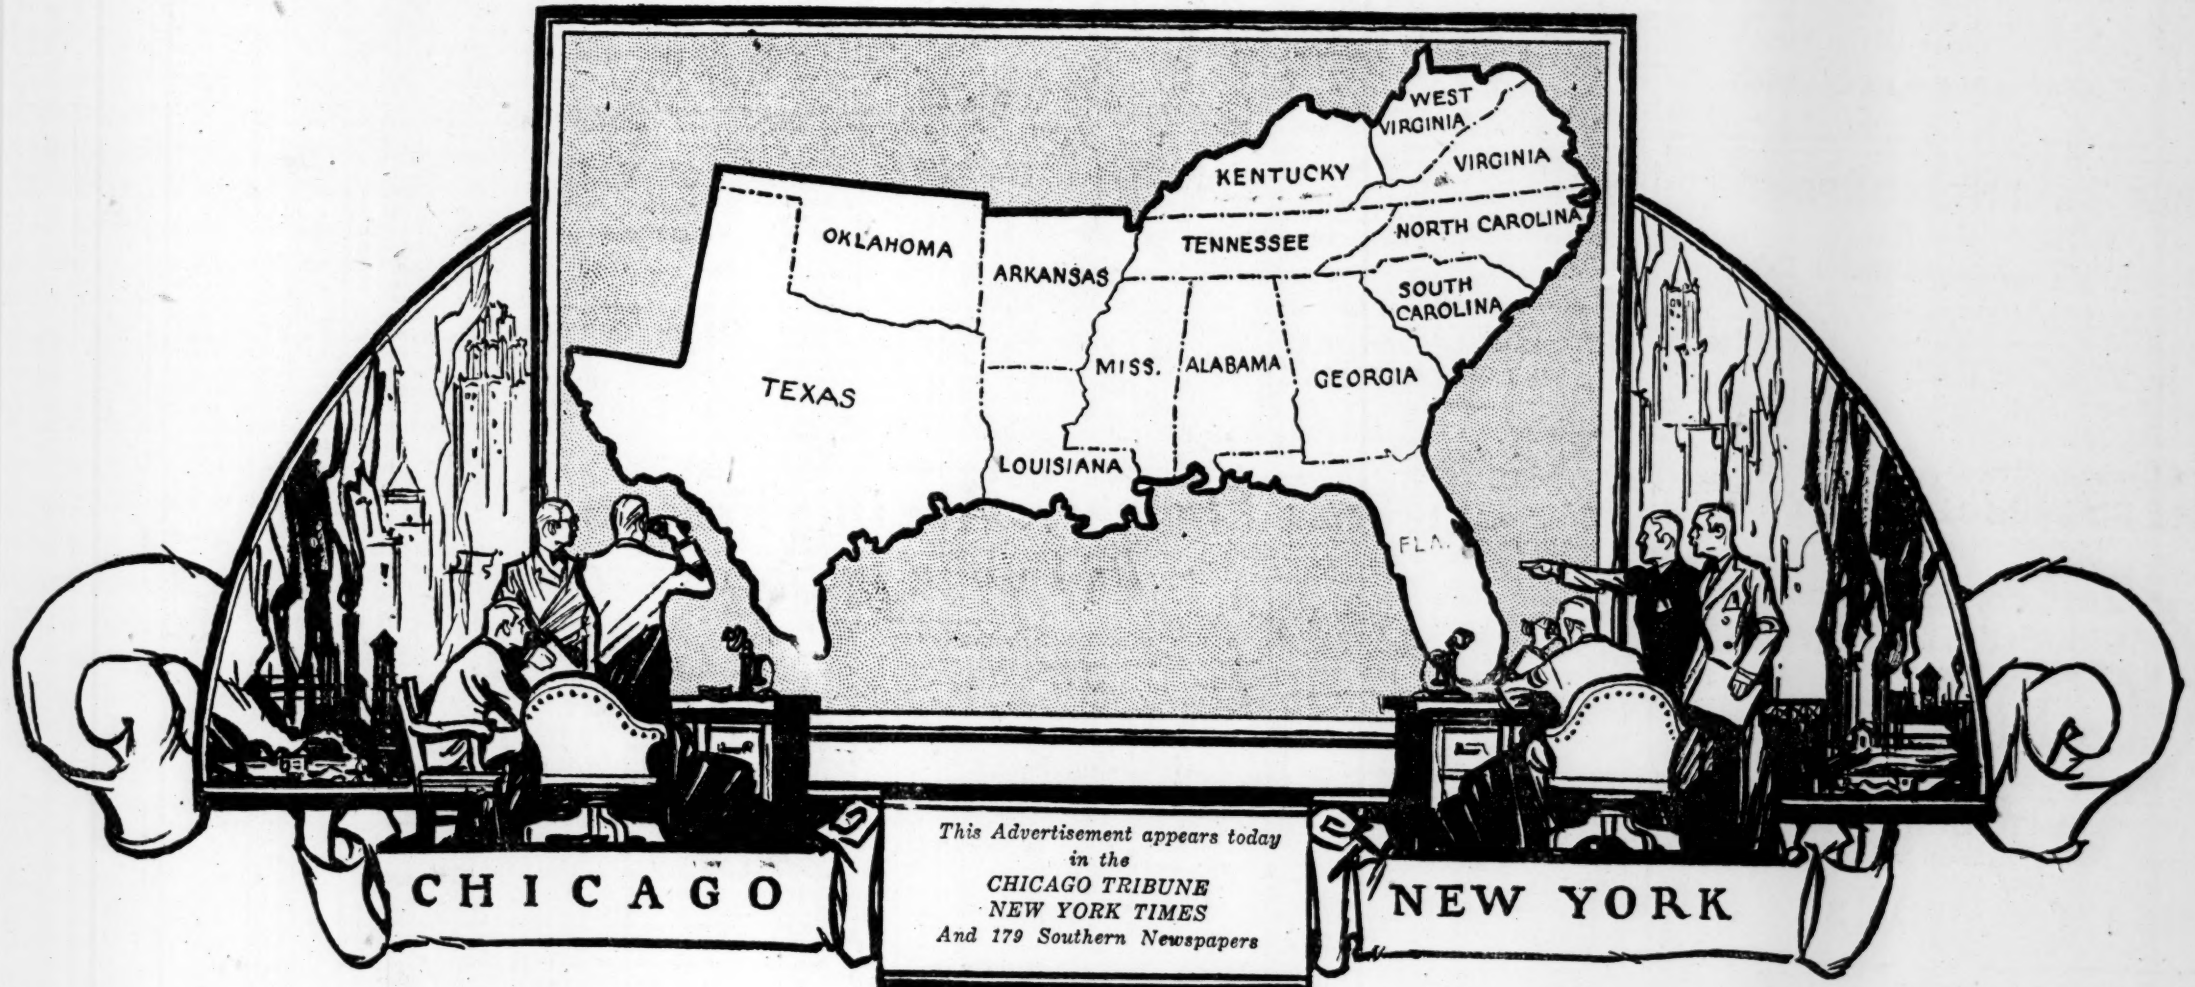 WEST
VIRGINIA
VIRGINIA
KENTUCKY
NORTH CAROLINA
TENNESSEE
OKLAHOMA
ARKANSAS
SOUTH
CAROLINA
MISS.
ALABAMA
GEORGIA
TEXAS
LOUISIANA
FLA.
This Advertisement appears today
in the
CHICAGO TRIBUNE
NEW YORK TIMES
And 179 Southern Newspapers
CHICAGO
NEW YORK